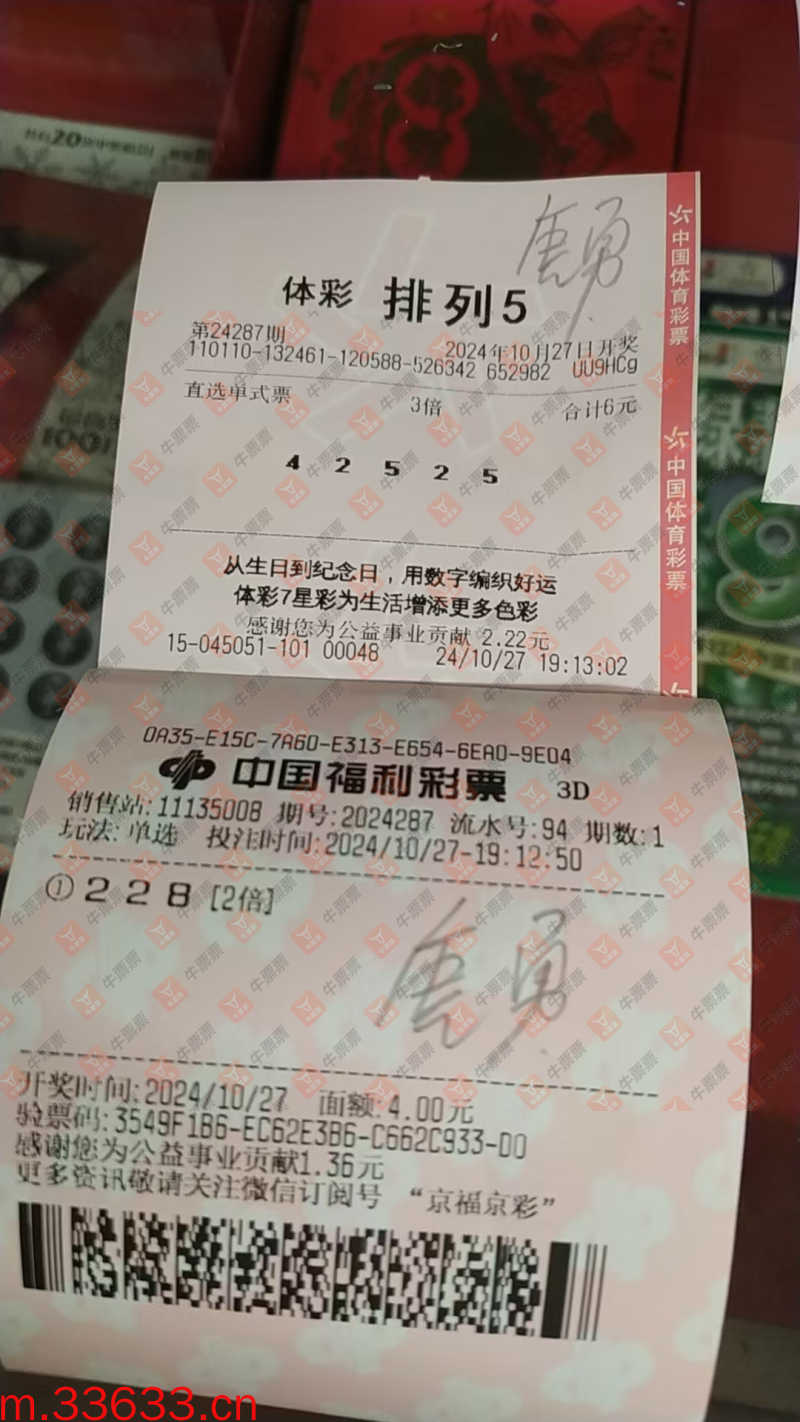 唐勇
体彩 排列5
第24287期 2024年10月27日开奖
110110-132461-120588-526342 652982 UU9HCg
直选单式票 3倍 合计6元
4 2 5 2 5
从生日到纪念日，用数字编织好运
体彩7星彩为生活增添更多色彩
感谢您为公益事业贡献 2.22元
15-045051-101 00048 24/10/27 19:13:02
中国体育彩票
中国体育彩票
0A35-E15C-7A60-E313-E654-6EA0-9E04
中国福利彩票 3D
销售站:11135008 期号:2024287 流水号:94 期数:1
玩法:单选 投注时间:2024/10/27-19:12:50
① 2 2 8 [2倍]
唐勇
开奖时间:2024/10/27 面额:4.00元
验票码:3549F1B6-EC62E3B6-C662C933-D0
感谢您为公益事业贡献1.36元
更多资讯敬请关注微信订阅号 “京福京彩”
牛票票
m.33633.cn